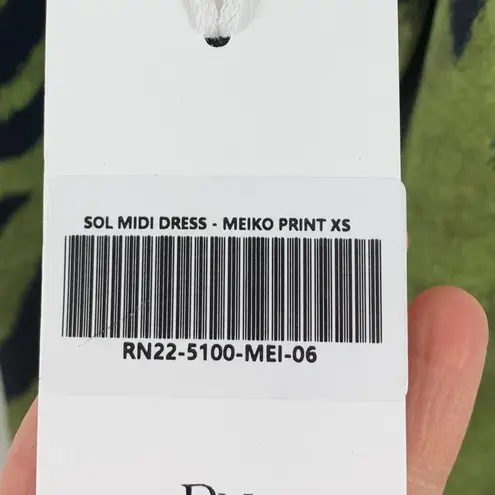 SOL MIDI DRESS - MEIKO PRINT XS
RN22-5100-MEI-06